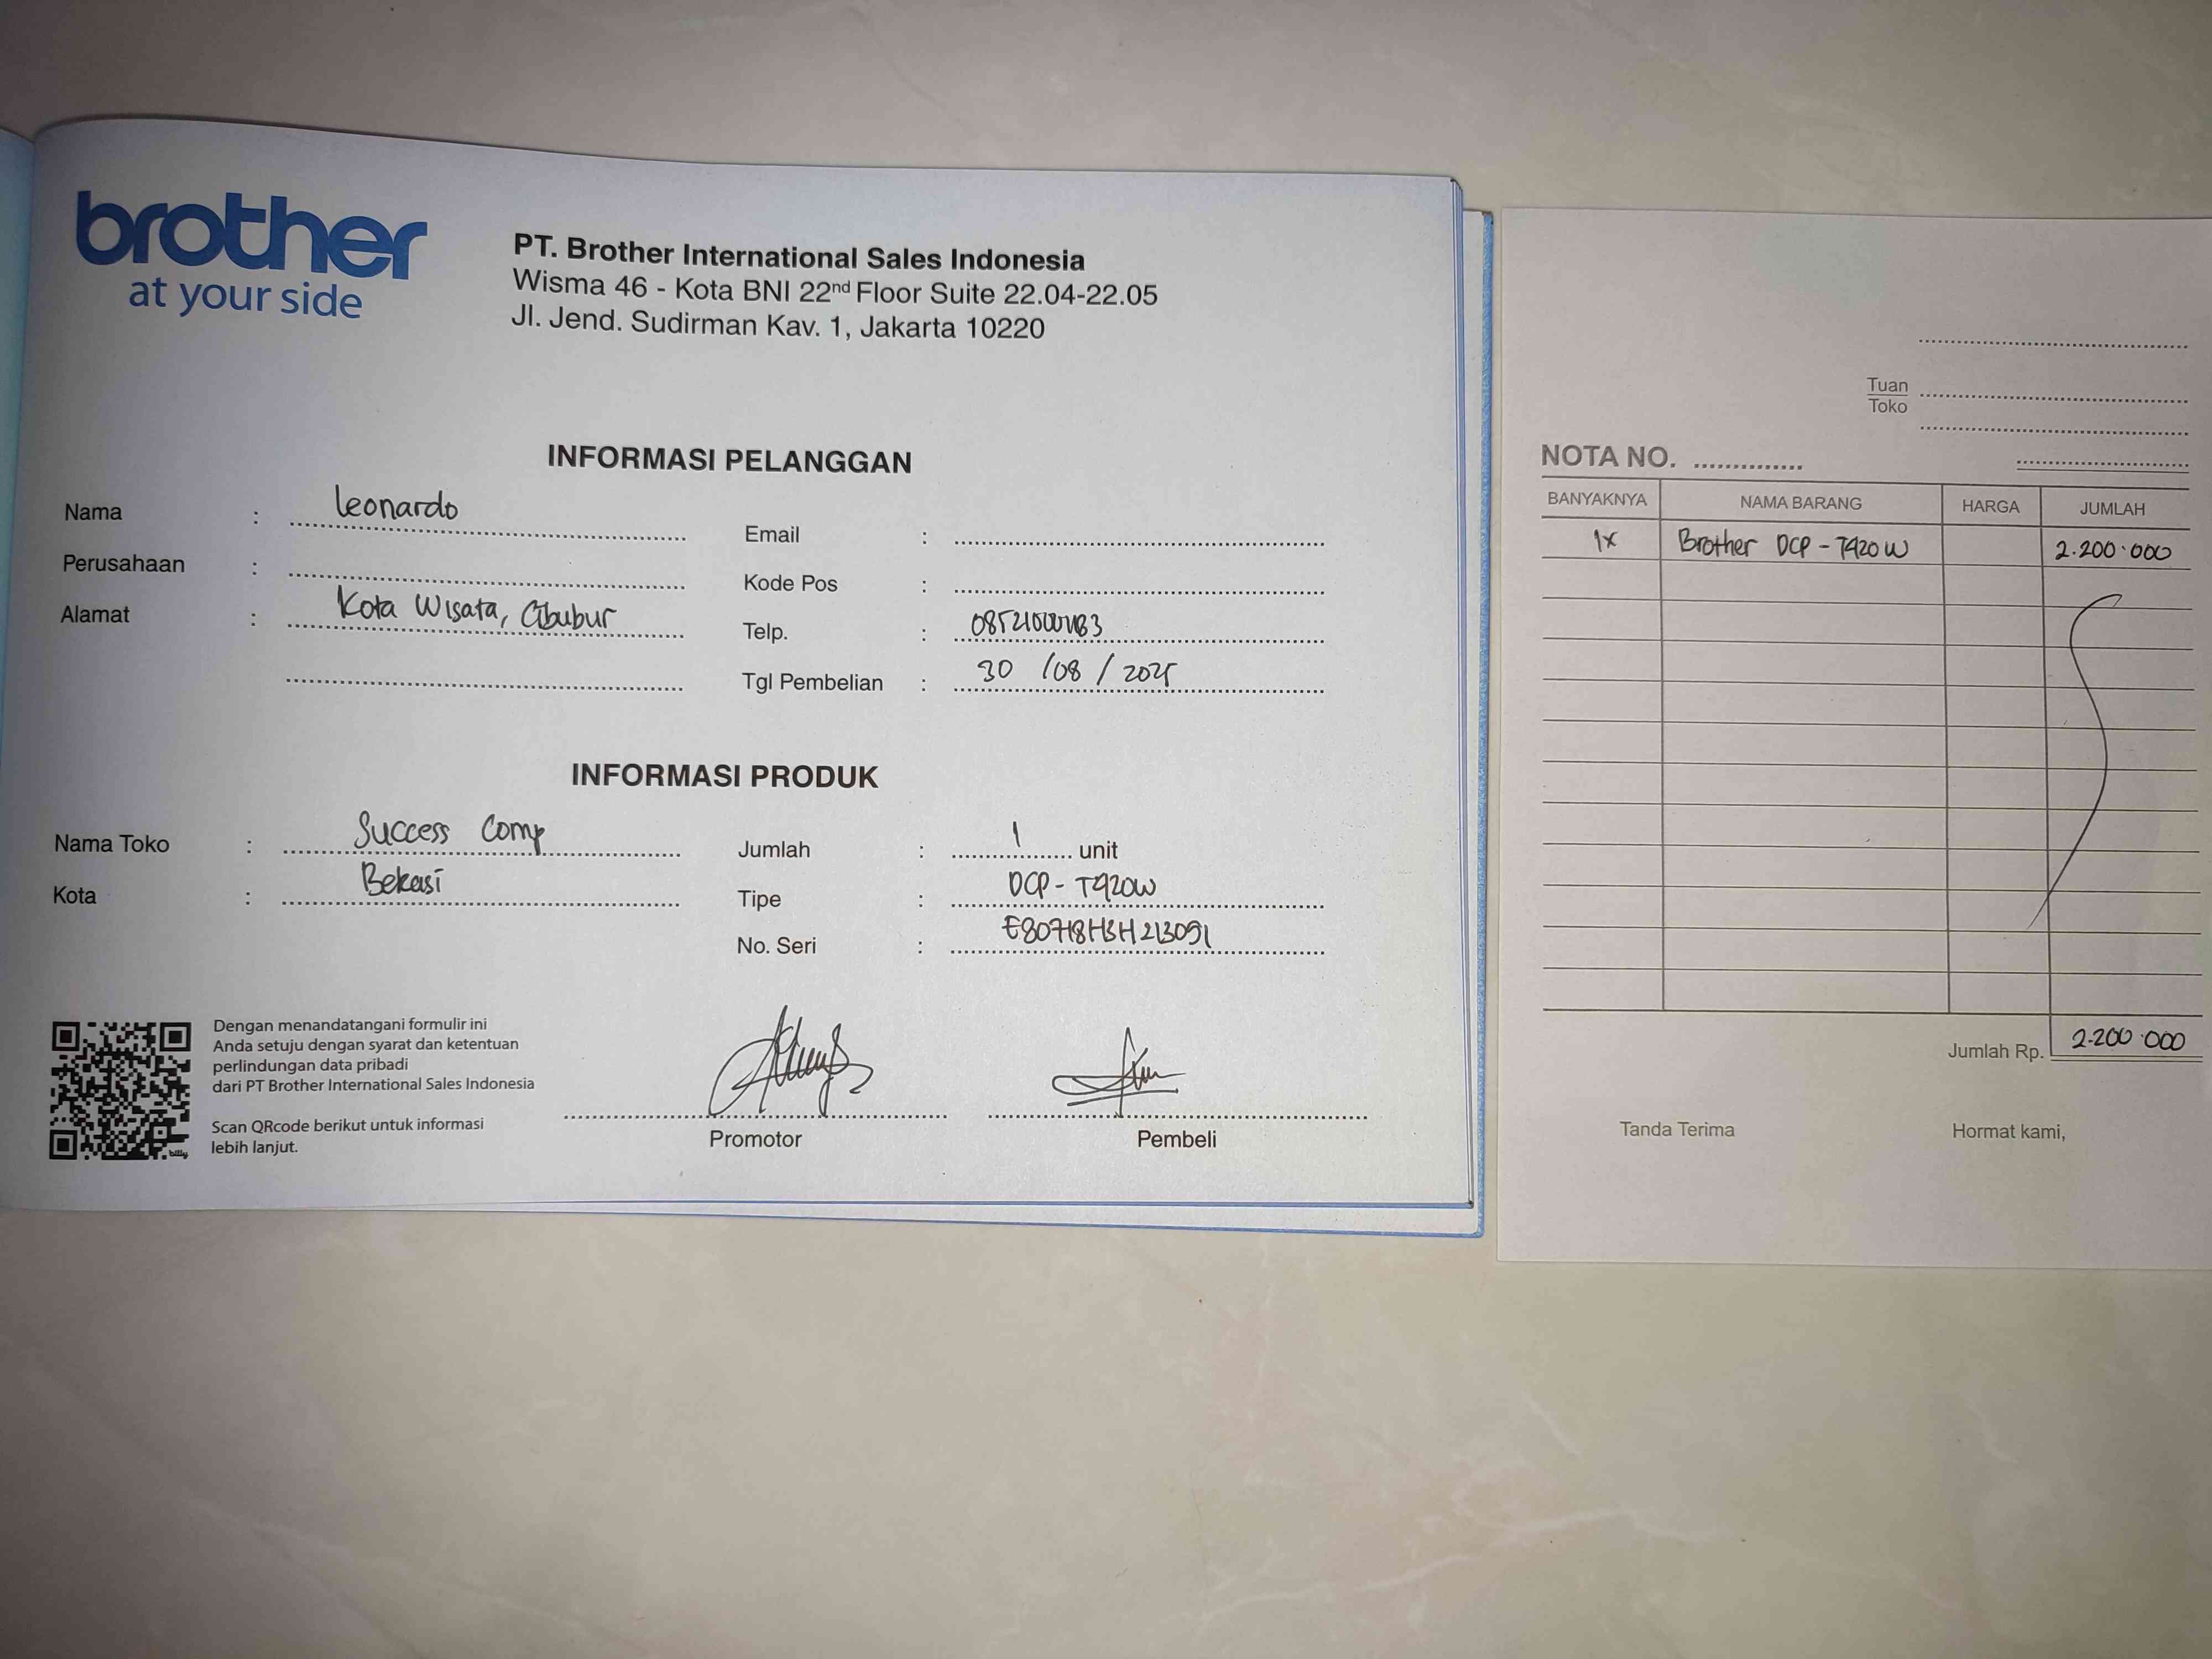 brother
at your side
PT. Brother International Sales Indonesia
Wisma 46 - Kota BNI 22nd Floor Suite 22.04-22.05
Jl. Jend. Sudirman Kav. 1, Jakarta 10220
INFORMASI PELANGGAN
Nama : Leonardo
Perusahaan :
Alamat : Kota Wisata, Cibubur
Email :
Kode Pos :
Telp. :
Tgl Pembelian : 30 /08 / 2025
INFORMASI PRODUK
Nama Toko : Success Comp
Kota : Bekasi
Jumlah : 1 unit
Tipe : DCP - T420W
No. Seri : E80718H3H213091
Dengan menandatangani formulir ini
Anda setuju dengan syarat dan ketentuan
perlindungan data pribadi
dari PT Brother International Sales Indonesia
Scan QRcode berikut untuk informasi
lebih lanjut.
Promotor
Pembeli
Tuan
Toko
NOTA NO.
BANYAKNYA NAMA BARANG HARGA JUMLAH
1x Brother DCP - T420W 2.200.000
Jumlah Rp. 2.200.000
Tanda Terima Hormat kami,